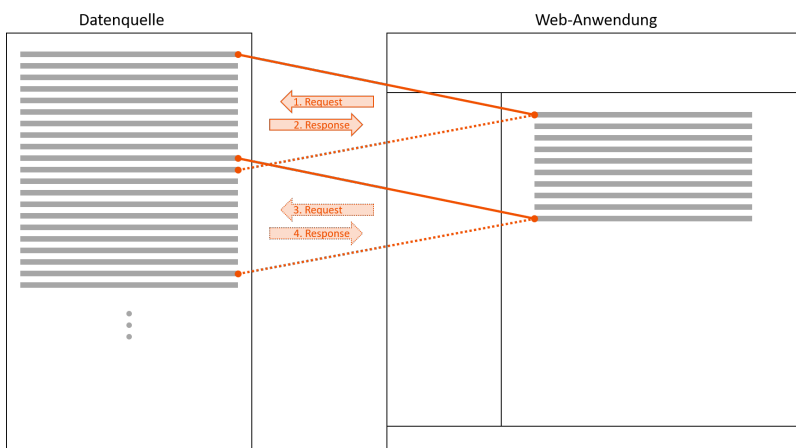 Datenquelle
Web-Anwendung
1. Request
2. Response
3. Request
4. Response